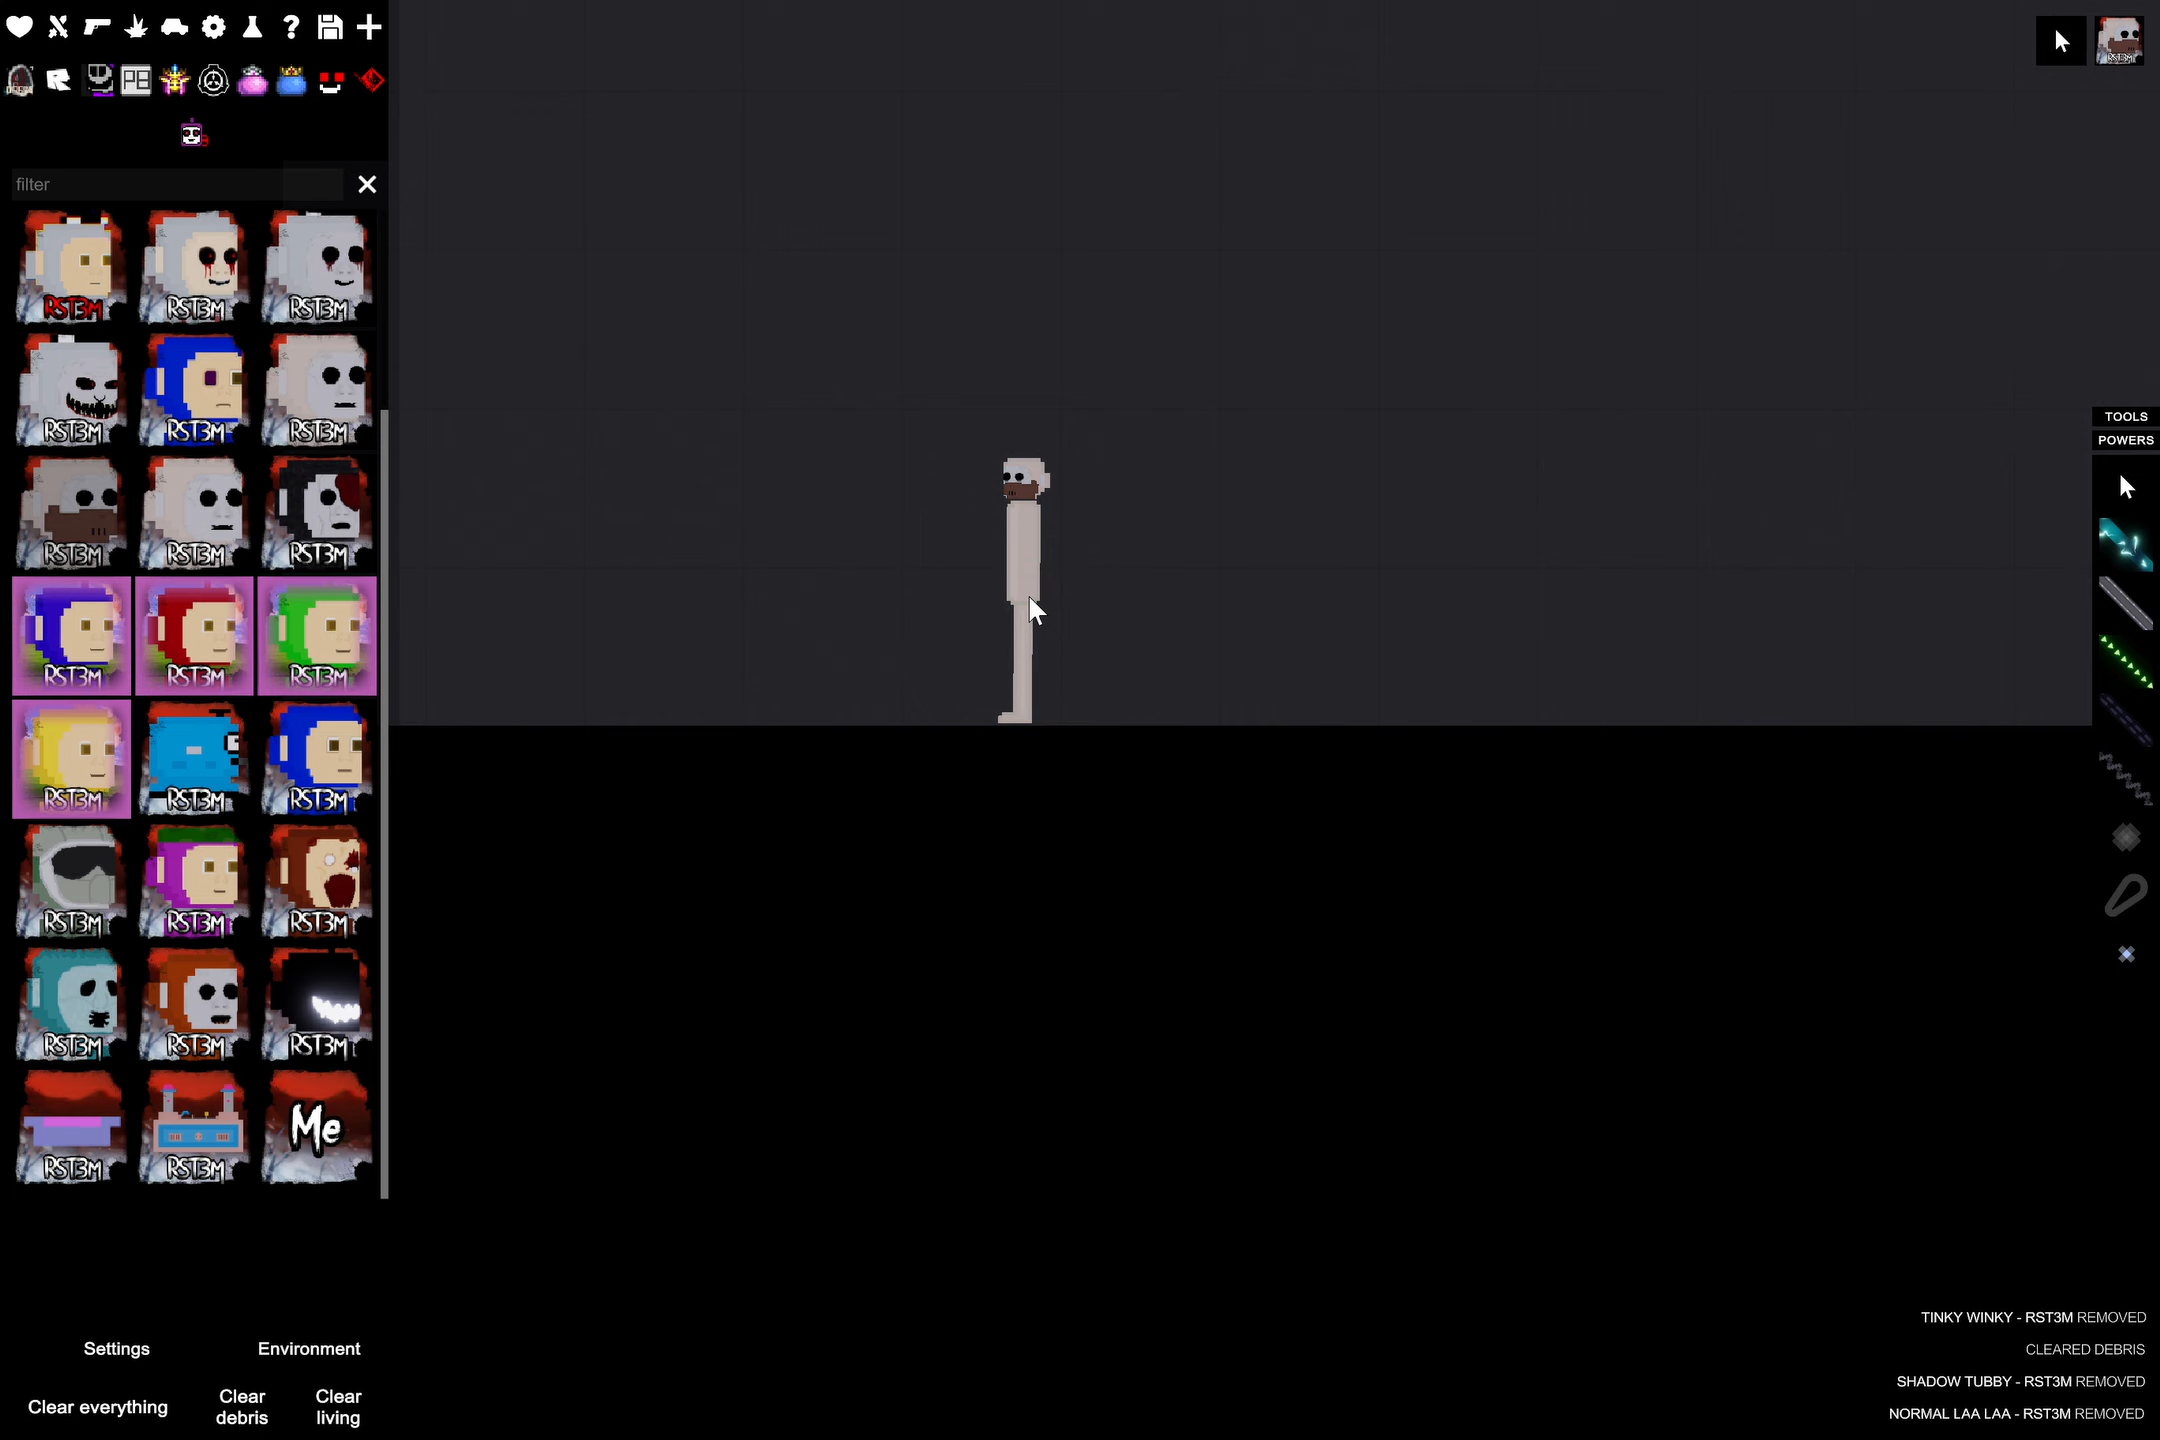 PB
filter
RST3M RST3M RST3M
RST3M RST3M RST3M
RST3M RST3M RST3M
RST3M RST3M RST3M
RST3M RST3M RST3M
RST3M RST3M RST3M
RST3M RST3M RST3M
RST3M RST3M Me
Settings Environment
Clear everything Clear debris Clear living
RST3M
TOOLS
POWERS
TINKY WINKY - RST3M REMOVED
CLEARED DEBRIS
SHADOW TUBBY - RST3M REMOVED
NORMAL LAA LAA - RST3M REMOVED